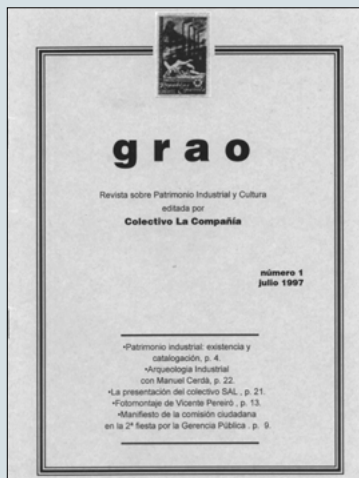 grao
Revista sobre Patrimonio Industrial y Cultura
editada por
Colectivo La Compañía
número 1
julio 1997
•Patrimonio industrial: existencia y
catalogación, p. 4.
•Arqueología Industrial
con Manuel Cerdà, p. 22.
•La presentación del colectivo SAL , p. 21.
•Fotomontaje de Vicente Pereiró , p. 13.
•Manifiesto de la comisión ciudadana
en la 2ª fiesta por la Gerencia Pública . p. 9.